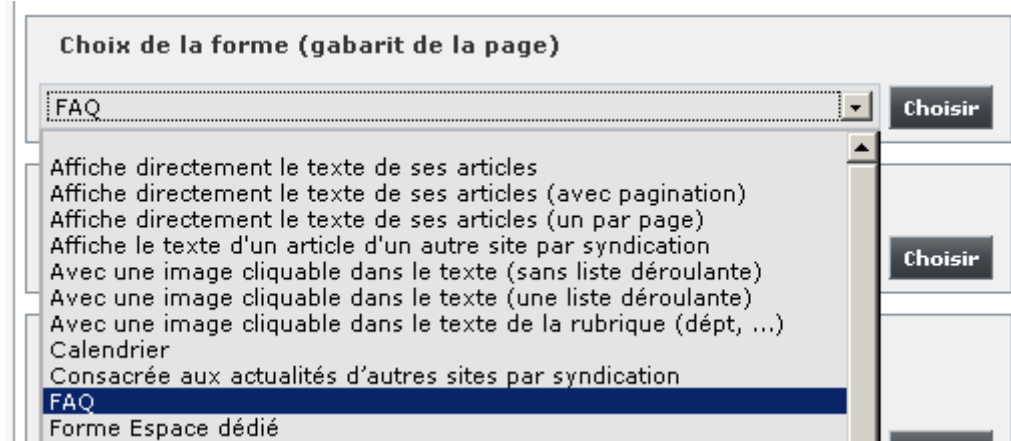 Choix de la forme (gabarit de la page)
FAQ
Choisir
Affiche directement le texte de ses articles
Affiche directement le texte de ses articles (avec pagination)
Affiche directement le texte de ses articles (un par page)
Affiche le texte d'un article d'un autre site par syndication
Choisir
Avec une image cliquable dans le texte (sans liste déroulante)
Avec une image cliquable dans le texte (une liste déroulante)
Avec une image cliquable dans le texte de la rubrique (dépt, ...)
Calendrier
Consacrée aux actualités d’autres sites par syndication
FAQ
Forme Espace dédié